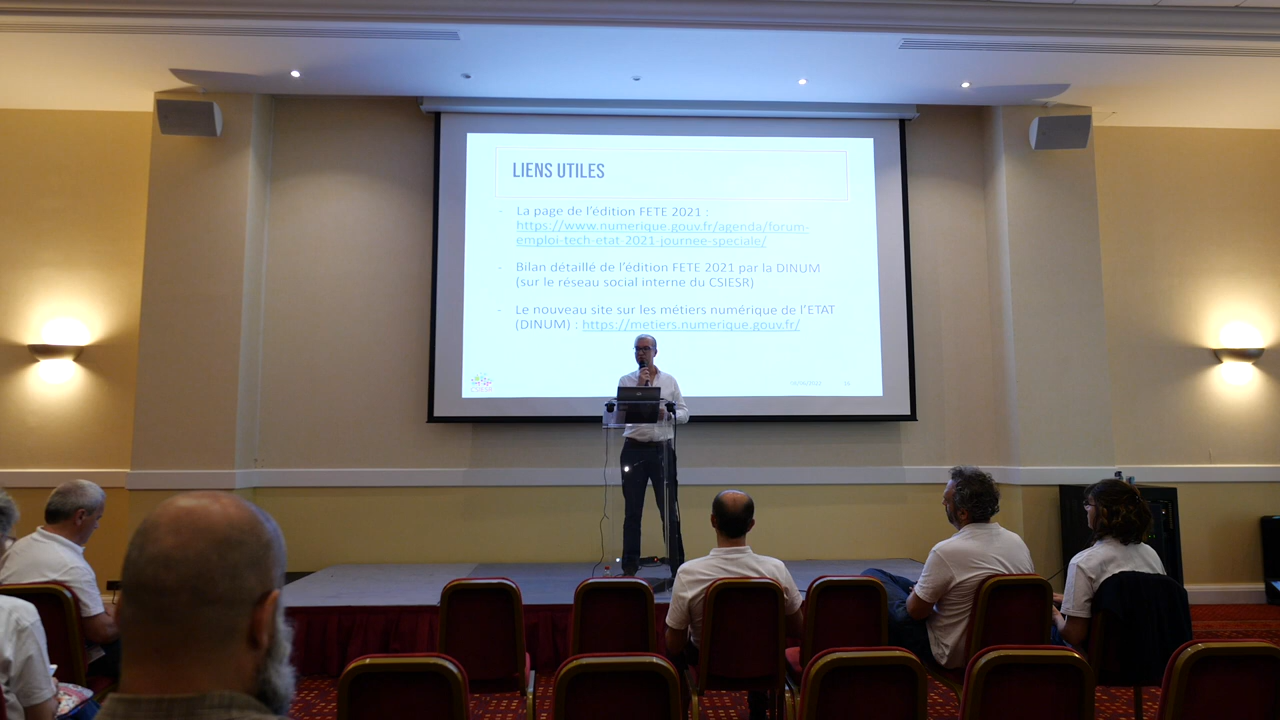 LIENS UTILES
- La page de l'édition FETE 2021 :
https://www.numerique.gouv.fr/agenda/forum-
emploi-tech-etat-2021-journee-speciale/
- Bilan détaillé de l'édition FETE 2021 par la DINUM
(sur le réseau social interne du CSIESR)
- Le nouveau site sur les métiers numérique de l'ETAT
(DINUM) : https://metiers.numerique.gouv.fr/
CSIESR